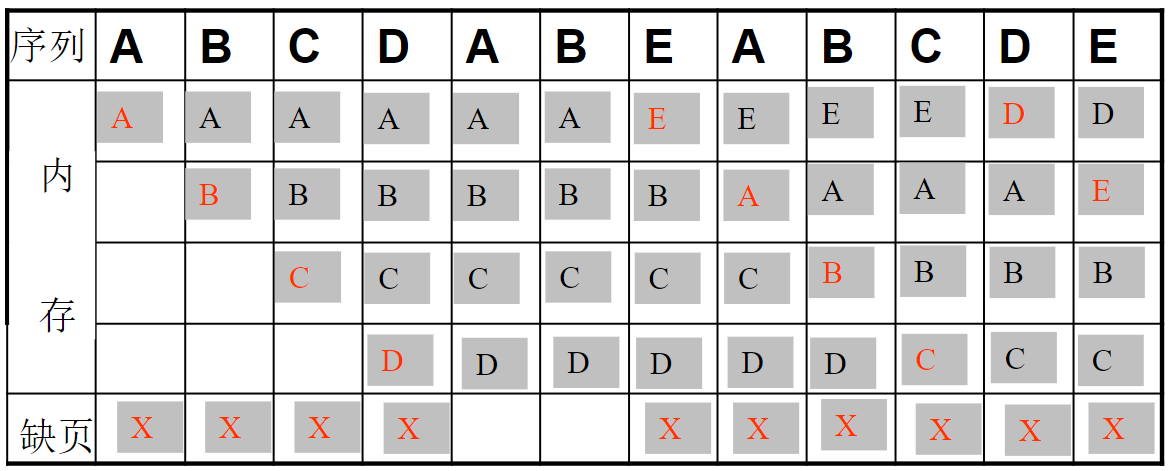 序列 A B C D A B E A B C D E
A A A A A A E E E E D D
内
B B B B B B A A A A E
C C C C C C B B B B
存
D D D D D D C C C
缺页 X X X X X X X X X X